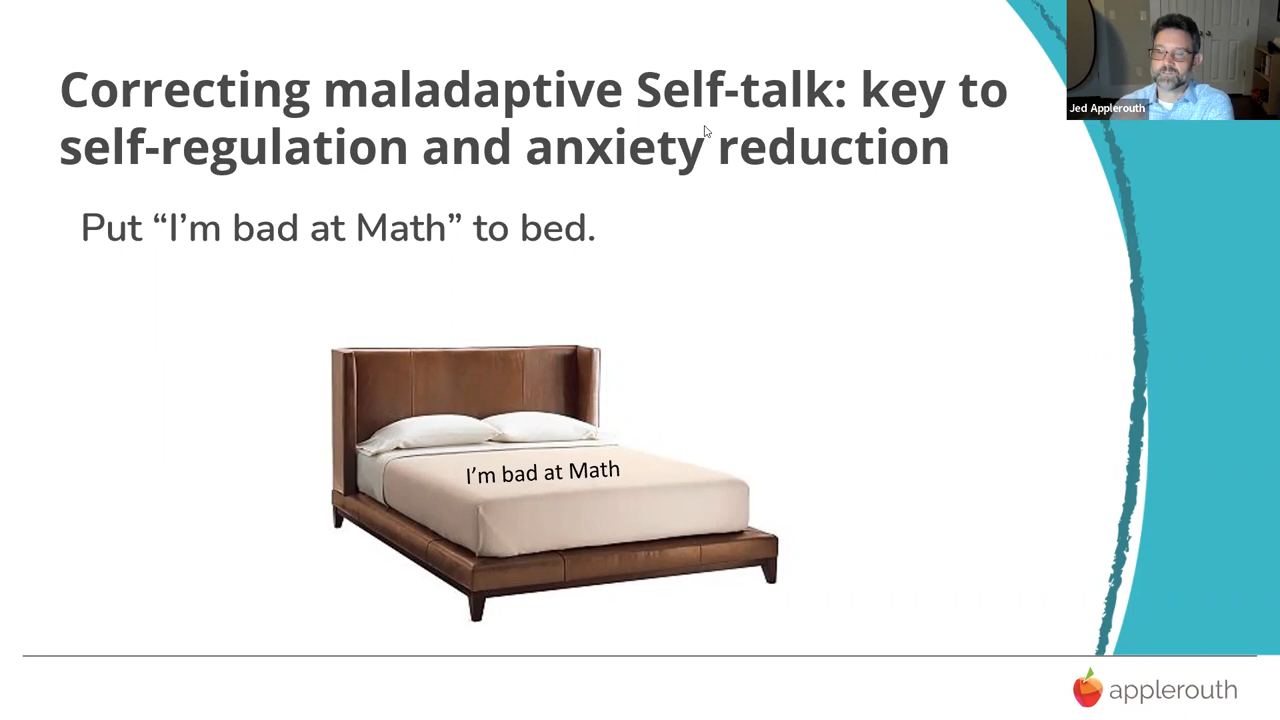 Correcting maladaptive Self-talk: key to
self-regulation and anxiety reduction
Jed Applerouth
Put “I’m bad at Math” to bed.
I’m bad at Math
applerouth